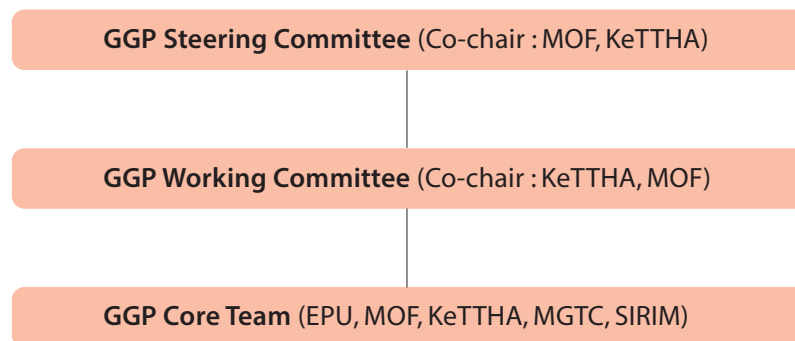 GGP Steering Committee (Co-chair : MOF, KeTTHA)
GGP Working Committee (Co-chair : KeTTHA, MOF)
GGP Core Team (EPU, MOF, KeTTHA, MGTC, SIRIM)